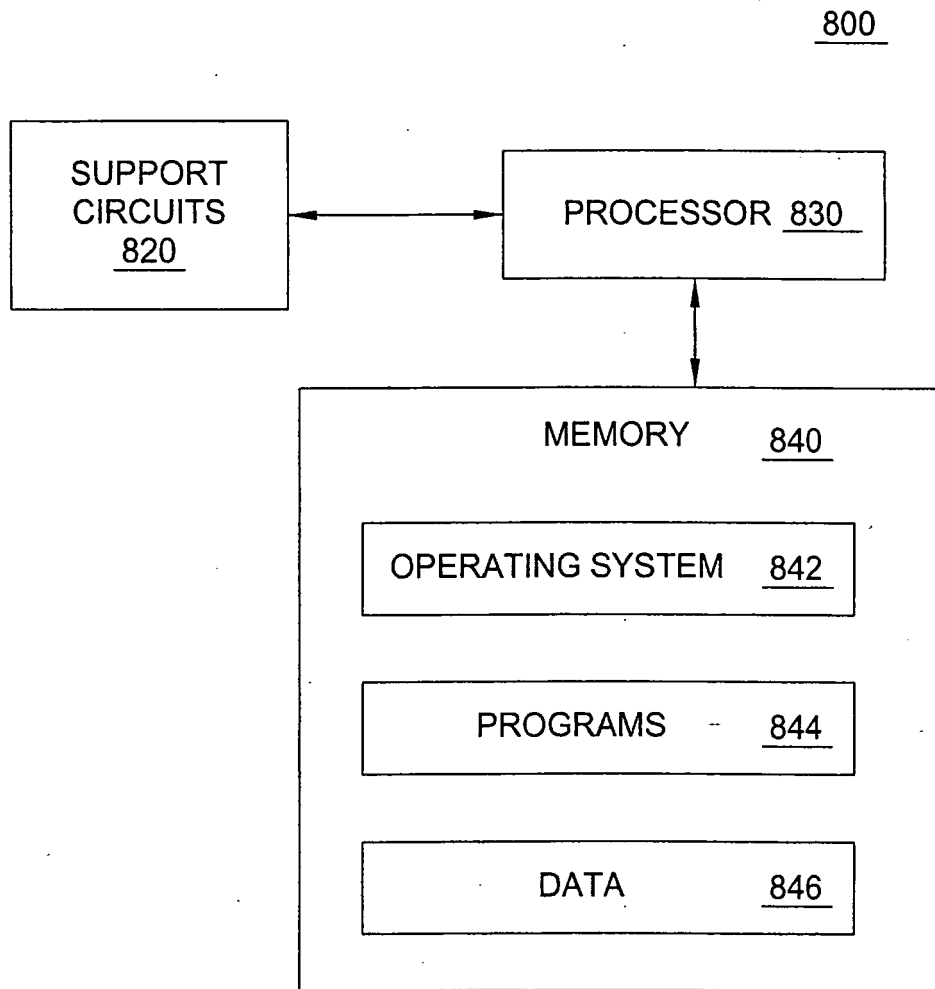 800
SUPPORT
CIRCUITS
820
PROCESSOR 830
MEMORY 840
OPERATING SYSTEM 842
PROGRAMS 844
DATA 846